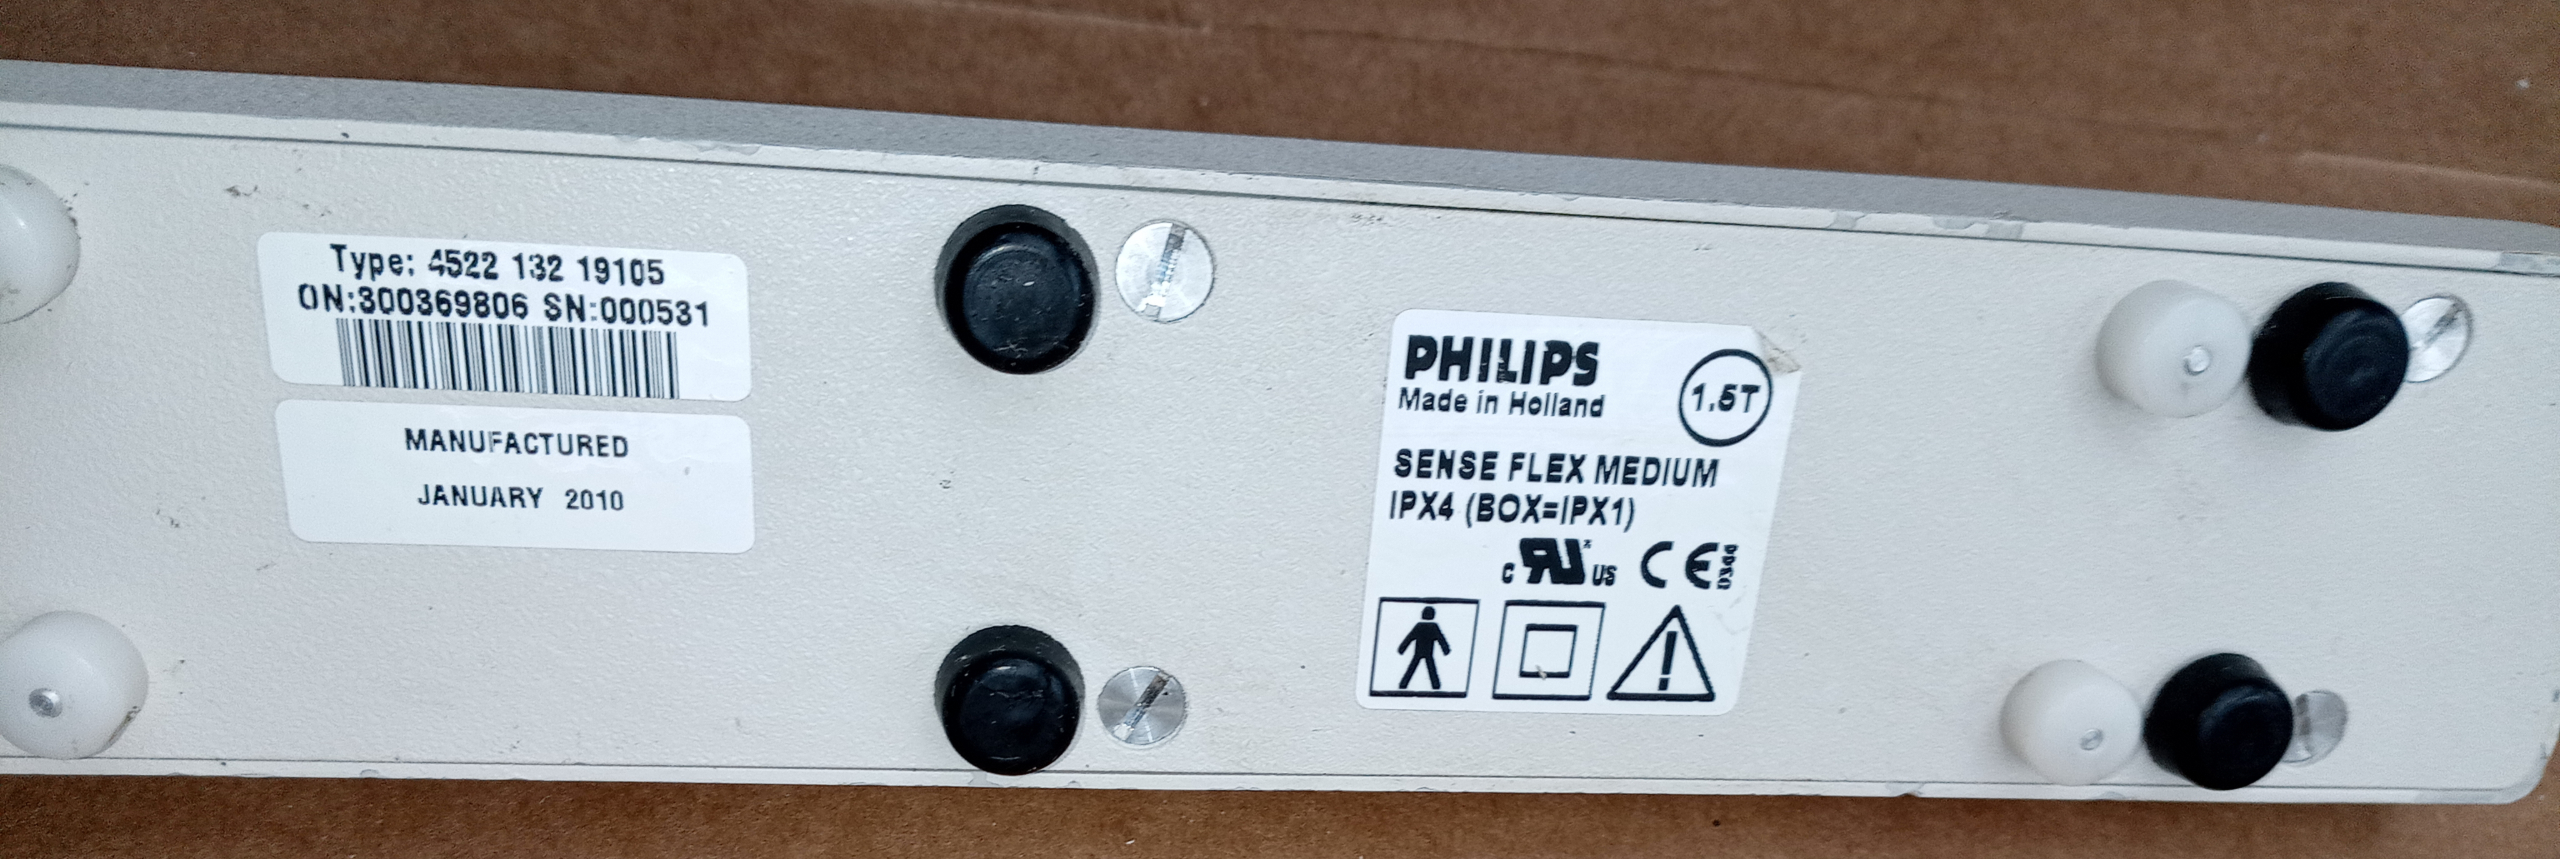 Type: 4522 132 19105
ON:300369806 SN:000531
MANUFACTURED
JANUARY 2010
PHILIPS
Made in Holland
1.5T
SENSE FLEX MEDIUM
IPX4 (BOX=IPX1)
c RU US CE